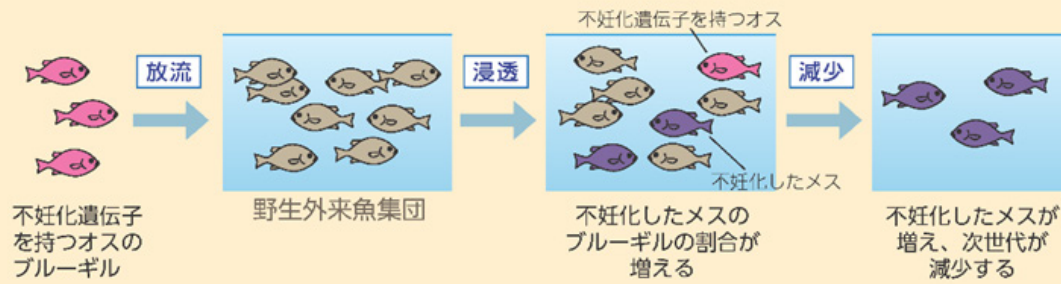 不妊化遺伝子を持つオス
放流
浸透
減少
不妊化したメス
不妊化遺伝子
を持つオスの
ブルーギル
野生外来魚集団
不妊化したメスの
ブルーギルの割合が
増える
不妊化したメスが
増え、次世代が
減少する